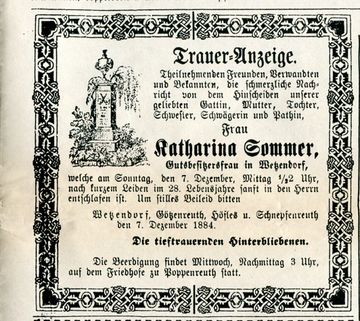 Trauer-Anzeige.
Theilnehmenden Freunden, Verwandten
und Bekannten, die schmerzliche Nach-
richt von dem Hinscheiden unserer
geliebten Gattin, Mutter, Tochter,
Schwester, Schwägerin und Pathin,
Frau
Katharina Sommer,
Gutsbesitzersfrau in Wetzendorf,
welche am Sonntag, den 7. Dezember, Mittag ½2 Uhr,
nach kurzem Leiden im 28. Lebensjahre sanft in den Herrn
entschlafen ist. Um stilles Beileid bitten
Wetzendorf, Götzenreuth, Höfles u. Schnepfenreuth
den 7. Dezember 1884.
Die tieftrauernden Hinterbliebenen.
Die Beerdigung findet Mittwoch, Nachmittag 3 Uhr,
auf dem Friedhofe zu Poppenreuth statt.